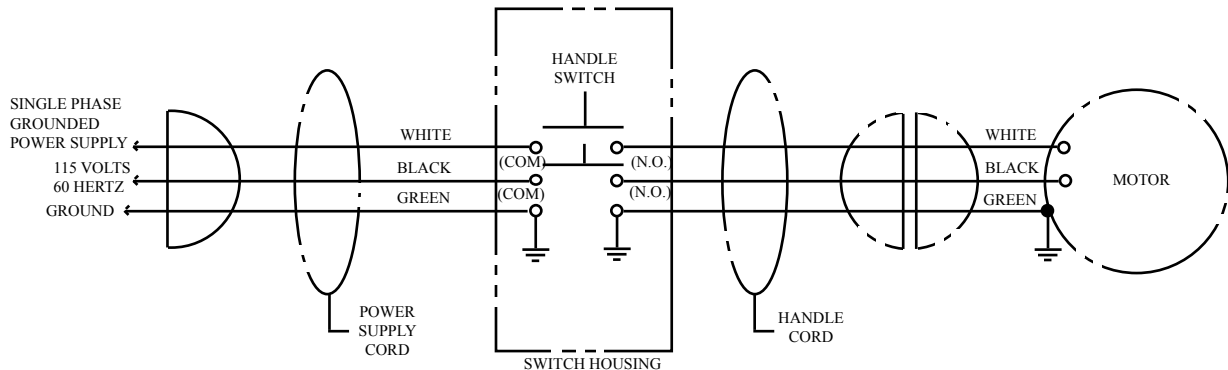 HANDLE
SWITCH
SINGLE PHASE
GROUNDED
POWER SUPPLY
115 VOLTS
60 HERTZ
GROUND
WHITE
BLACK
GREEN
(COM)
(COM)
(N.O.)
(N.O.)
WHITE
BLACK
GREEN
MOTOR
POWER
SUPPLY
CORD
HANDLE
CORD
SWITCH HOUSING